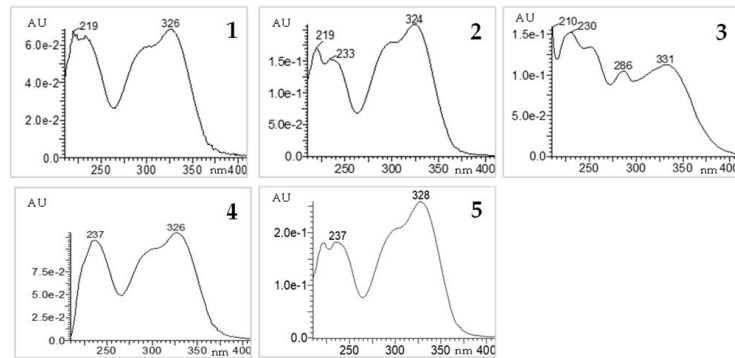 AU
219
326
1
6.0e-2
4.0e-2
2.0e-2
0.0
250
300
350
nm
400
AU
219
233
324
2
1.5e-1
1.0e-1
5.0e-2
0.0
250
300
350
nm
400
AU
210
230
286
331
3
1.5e-1
1.0e-1
5.0e-2
0.0
250
300
350
nm
400
AU
237
326
4
7.5e-2
5.0e-2
2.5e-2
0.0
250
300
350
nm
400
AU
237
328
5
2.0e-1
1.0e-1
0.0
250
300
350
nm
400